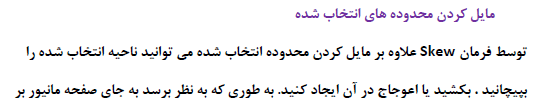 مایل کردن محدوده های انتخاب شده
توسط فرمان Skew علاوه بر مایل کردن محدوده انتخاب شده می توانید ناحیه انتخاب شده را
بپیچانید . بکشید یا اعوجاج در آن ایجاد کنید. به طوری که به نظر برسد به جای صفحه مانیور بر